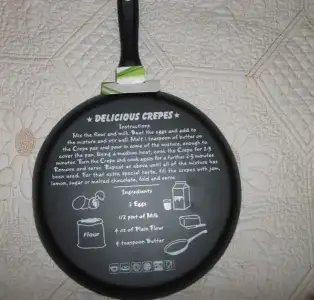 ★ DELICIOUS CREPES ★
Instructions
Mix the flour and milk. Beat the eggs and add to
the mixture and stir well. Melt 1 teaspoon of butter on
the Crepe pan and pour in some of the mixture, enough to
cover the pan. Using a medium heat, cook the Crepe for 2-3
minutes. Turn the Crepe and cook again for a further 2-3 minutes.
Remove and serve. Repeat as above until all of the mixture has
been used. For that extra special taste, fill the crepes with jam,
lemon, sugar or melted chocolate, fold and serve.
Ingredients
2 Eggs
1/2 pint of Milk
Flour
4 oz of Plain Flour
4 teaspoon Butter